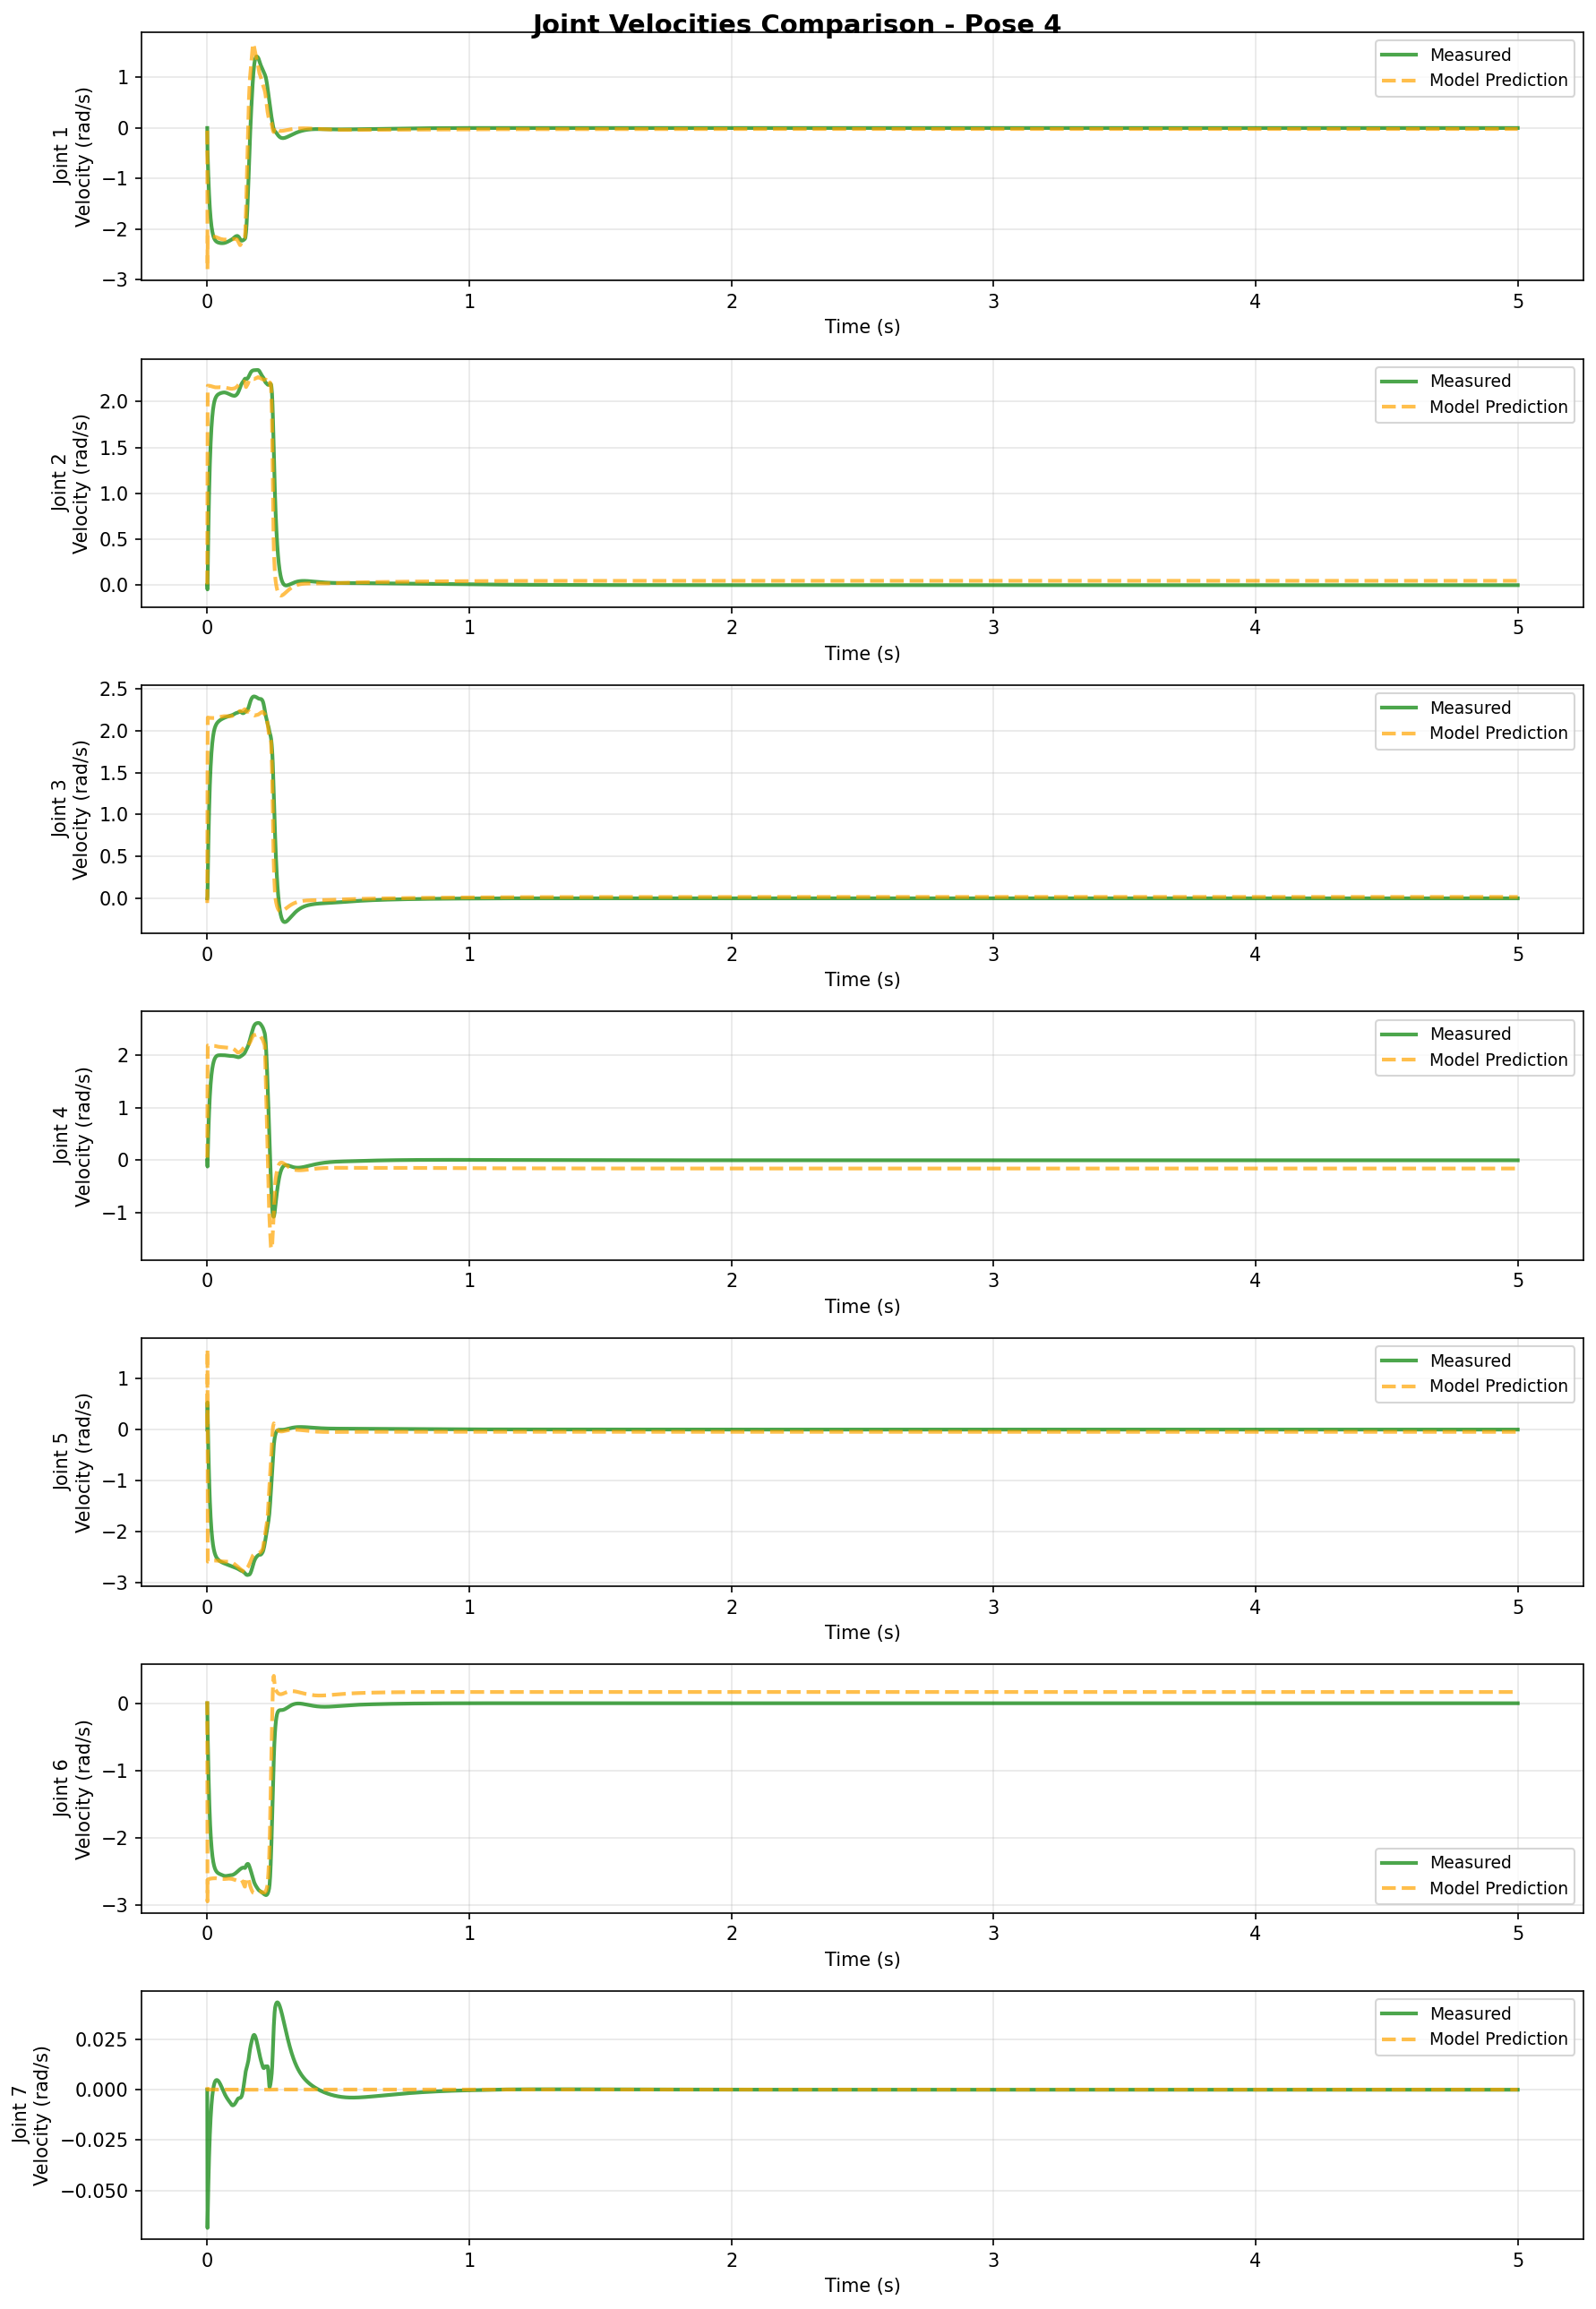 Joint Velocities Comparison - Pose 4
Joint 1
Velocity (rad/s)
1
0
−1
−2
−3
Measured
Model Prediction
0 1 2 3 4 5
Time (s)
Joint 2
Velocity (rad/s)
2.0
1.5
1.0
0.5
0.0
Measured
Model Prediction
0 1 2 3 4 5
Time (s)
Joint 3
Velocity (rad/s)
2.5
2.0
1.5
1.0
0.5
0.0
Measured
Model Prediction
0 1 2 3 4 5
Time (s)
Joint 4
Velocity (rad/s)
2
1
0
−1
Measured
Model Prediction
0 1 2 3 4 5
Time (s)
Joint 5
Velocity (rad/s)
1
0
−1
−2
−3
Measured
Model Prediction
0 1 2 3 4 5
Time (s)
Joint 6
Velocity (rad/s)
0
−1
−2
−3
Measured
Model Prediction
0 1 2 3 4 5
Time (s)
Joint 7
Velocity (rad/s)
0.025
0.000
−0.025
−0.050
Measured
Model Prediction
0 1 2 3 4 5
Time (s)